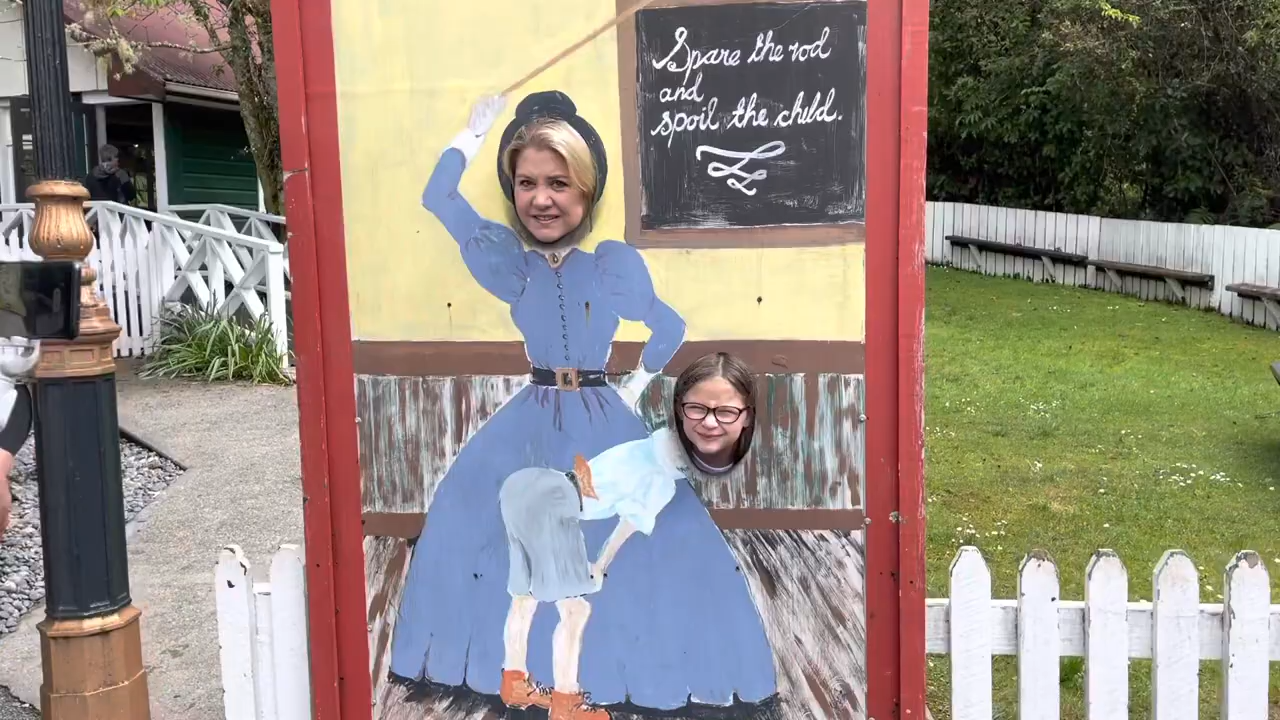 Spare the rod
and
spoil the child.